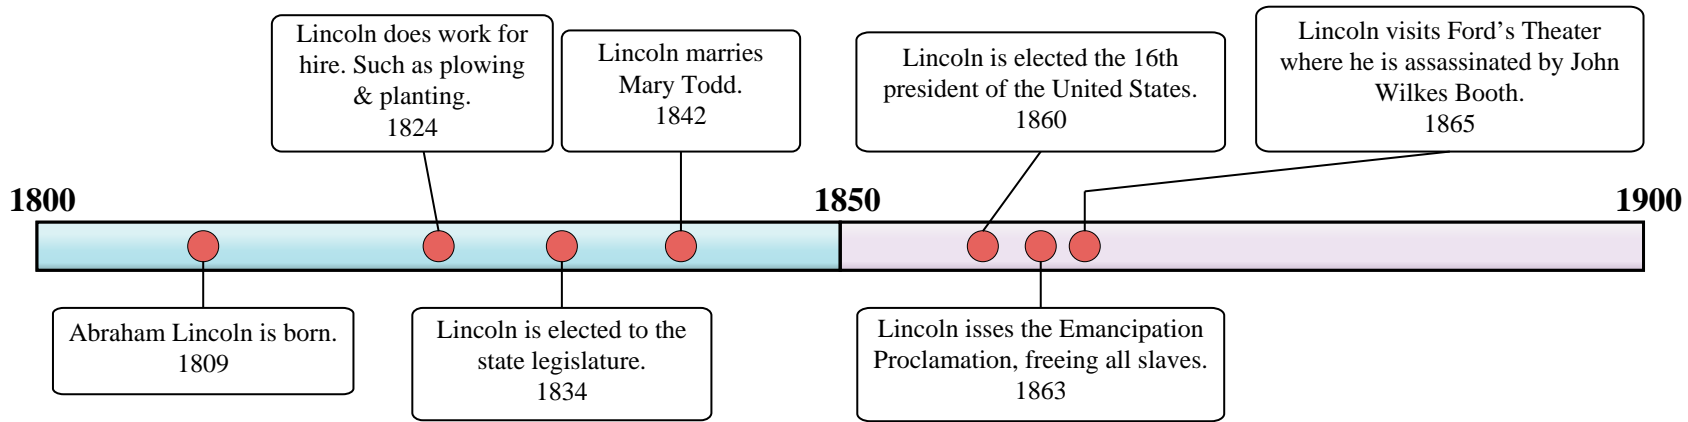 Lincoln does work for
hire. Such as plowing
& planting.
1824
Lincoln marries
Mary Todd.
1842
Lincoln is elected the 16th
president of the United States.
1860
Lincoln visits Ford’s Theater
where he is assassinated by John
Wilkes Booth.
1865
1800
1850
1900
Abraham Lincoln is born.
1809
Lincoln is elected to the
state legislature.
1834
Lincoln isses the Emancipation
Proclamation, freeing all slaves.
1863